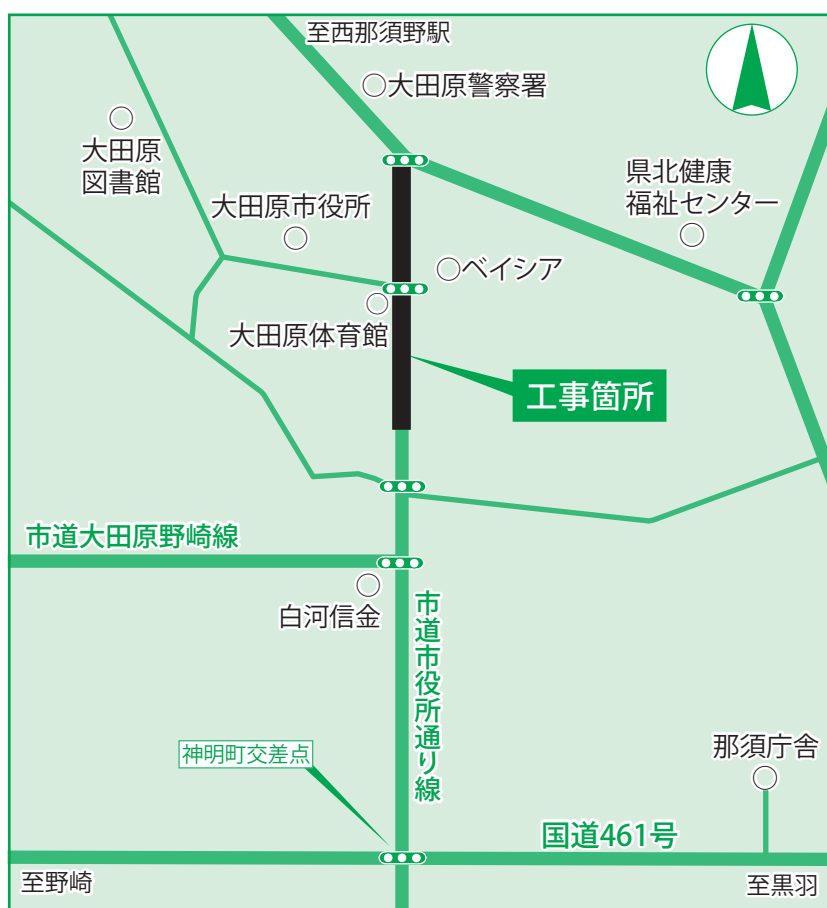 至西那須野駅
大田原警察署
大田原
図書館
県北健康
福祉センター
大田原市役所
ベイシア
大田原体育館
工事箇所
市道大田原野崎線
白河信金
市道市役所通り線
那須庁舎
神明町交差点
国道461号
至野崎
至黒羽